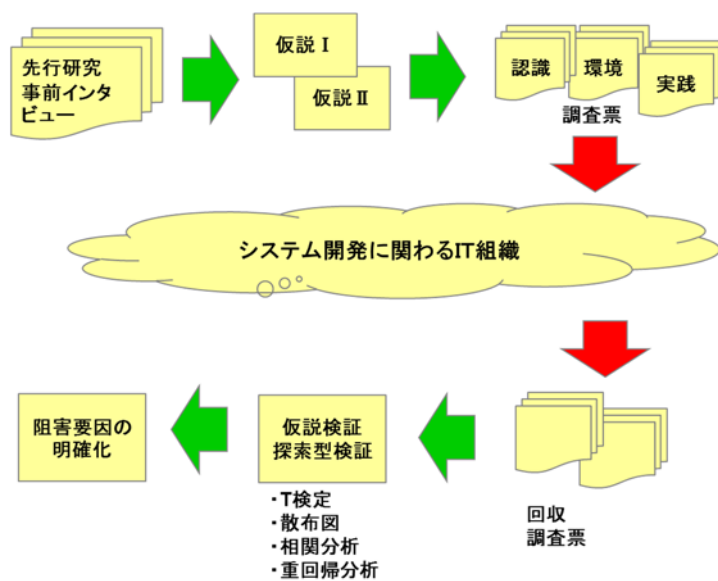 先行研究
事前インタ
ビュー
仮説Ⅰ
仮説Ⅱ
認識
環境
実践
調査票
システム開発に関わるIT組織
回収
調査票
仮説検証
探索型検証
・T検定
・散布図
・相関分析
・重回帰分析
阻害要因の
明確化